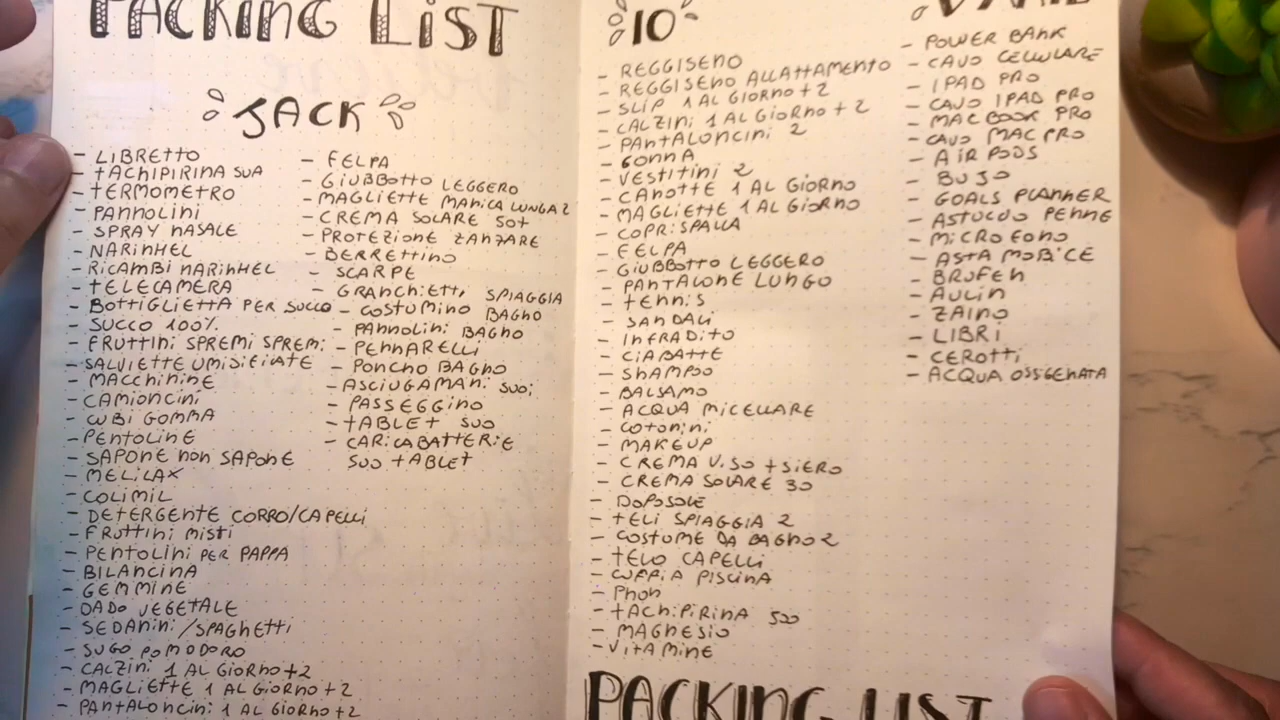 PACKING LIST
JACK
- LIBRETTO
- TACHIPIRINA SUA
- TERMOMETRO
- PANNOLINI
- SPRAY NASALE
- NARINHEL
- RICAMBI NARINHEL
- TELECAMERA
- BOTTIGLIETTA PER SUCCO
- SUCCO 100%
- FRUTTINI SPREMI SPREMI
- SALVIETTE UMIDIFIATE
- MACCHININE
- CAMIONCINI
- CUBI GOMMA
- PENTOLINE
- SAPONE NON SAPONE
- MELILAX
- COLIMIL
- DETERGENTE CORRO/CAPELLI
- FRUTTINI MISTI
- PENTOLINI PER PAPPA
- BILANCINA
- GEMMINE
- DADO VEGETALE
- SEDANINI/SPAGHETTI
- SUGO POMODORO
- CALZINI 1 AL GIORNO+2
- MAGLIETTE 1 AL GIORNO+2
- PANTALONCINI 1 AL GIORNO+2
- FELPA
- GIUBBOTTO LEGGERO
- MAGLIETTE MANICA LUNGA 2
- CREMA SOLARE 50+
- PROTEZIONE ZANZARE
- BERRETTINO
- SCARPE
- GRANCHIETTI SPIAGGIA
- COSTUMINO BAGNO
- PANNOLINI BAGNO
- PENNARELLI
- PONCHO BAGNO
- ASCIUGAMANI SUOI
- PASSEGGINO
- TABLET SUO
- CARICABATTERIE
SUO TABLET
IO
- REGGISENO
- REGGISENO ALLATTAMENTO
- SLIP 1 AL GIORNO+2
- CALZINI 1 AL GIORNO+2
- PANTALONCINI 2
- GONNA
- VESTITINI 2
- CANOTTE 1 AL GIORNO
- MAGLIETTE 1 AL GIORNO
- COPRISPALLA
- FELPA
- GIUBBOTTO LEGGERO
- PANTALONE LUNGO
- TENNIS
- SANDALI
- INFRADITO
- CIABATTE
- SHAMPOO
- BALSAMO
- ACQUA MICELLARE
- COTONINI
- MAKEUP
- CREMA VISO + SIERO
- CREMA SOLARE 30
- DOPOSOLE
- TELI SPIAGGIA 2
- COSTUME DA BAGNO 2
- TELO CAPELLI
- CUFFIA PISCINA
- PHON
- TACHIPIRINA 500
- MAGNESIO
- VITAMINE
- POWER BANK
- CAVO CELLULARE
- IPAD PRO
- CAVO IPAD PRO
- MACBOOK PRO
- CAVO MAC PRO
- AIRPODS
- BUJO
- GOALS PLANNER
- ASTUCCIO PENNE
- MICROFONO
- ASTA MOBICE
- BRUFEN
- AULIN
- ZAINO
- LIBRI
- CEROTTI
- ACQUA OSSIGENATA
PACKING LIST